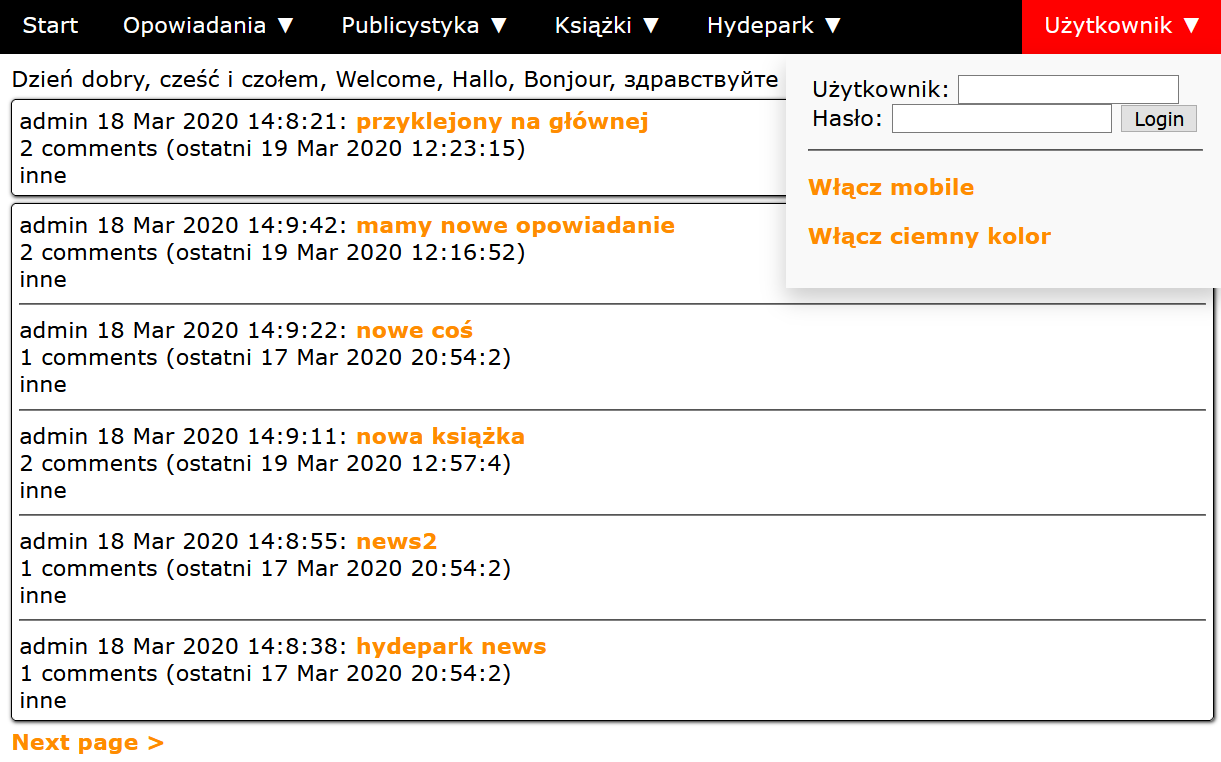 Start Opowiadania ▼ Publicystyka ▼ Książki ▼ Hydepark ▼ Użytkownik ▼
Dzień dobry, cześć i czołem, Welcome, Hallo, Bonjour, здравствуйте
admin 18 Mar 2020 14:8:21: przyklejony na głównej
2 comments (ostatni 19 Mar 2020 12:23:15)
inne
Użytkownik:
Hasło: Login
Włącz mobile
Włącz ciemny kolor
admin 18 Mar 2020 14:9:42: mamy nowe opowiadanie
2 comments (ostatni 19 Mar 2020 12:16:52)
inne
admin 18 Mar 2020 14:9:22: nowe coś
1 comments (ostatni 17 Mar 2020 20:54:2)
inne
admin 18 Mar 2020 14:9:11: nowa książka
2 comments (ostatni 19 Mar 2020 12:57:4)
inne
admin 18 Mar 2020 14:8:55: news2
1 comments (ostatni 17 Mar 2020 20:54:2)
inne
admin 18 Mar 2020 14:8:38: hydepark news
1 comments (ostatni 17 Mar 2020 20:54:2)
inne
Next page >